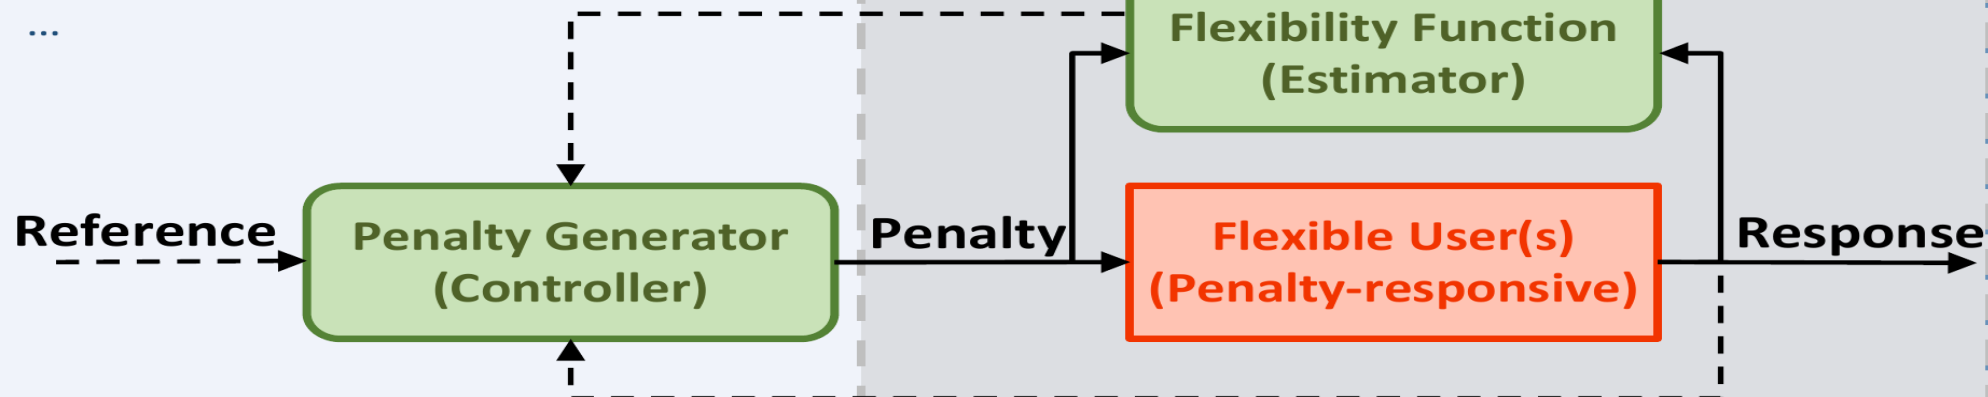 ...
Flexibility Function
(Estimator)
Reference
Penalty Generator
(Controller)
Penalty
Flexible User(s)
(Penalty-responsive)
Response